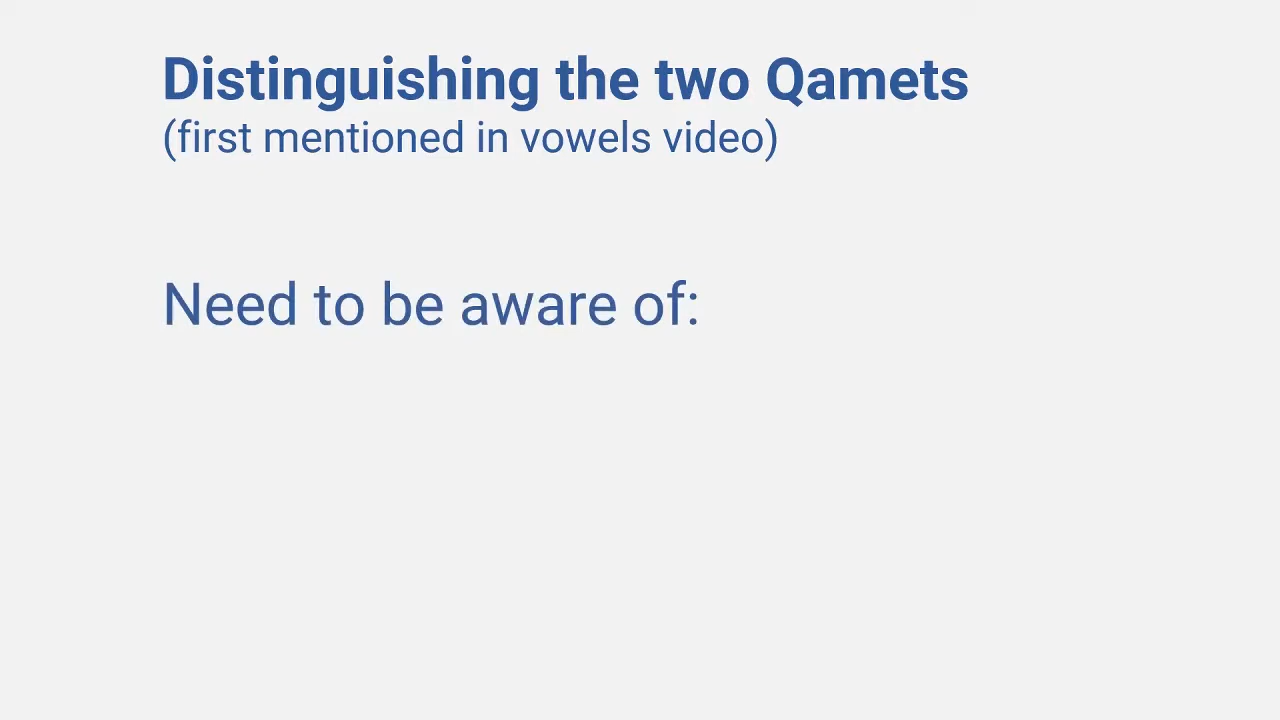 Distinguishing the two Qamets
(first mentioned in vowels video)
Need to be aware of: